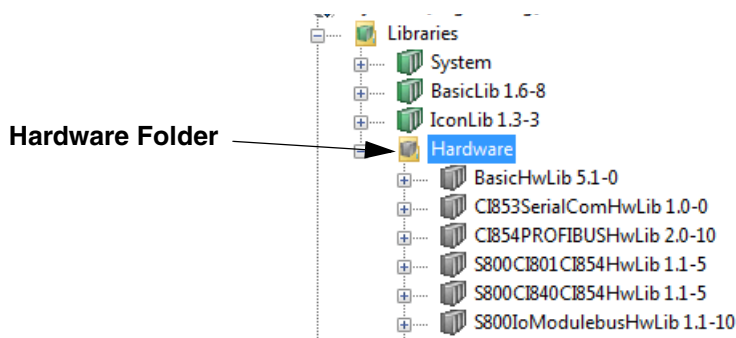 Libraries
System
BasicLib 1.6-8
IconLib 1.3-3
Hardware Folder
Hardware
BasicHwLib 5.1-0
CI853SerialComHwLib 1.0-0
CI854PROFIBUSHwLib 2.0-10
S800CI801CI854HwLib 1.1-5
S800CI840CI854HwLib 1.1-5
S800IoModulebusHwLib 1.1-10